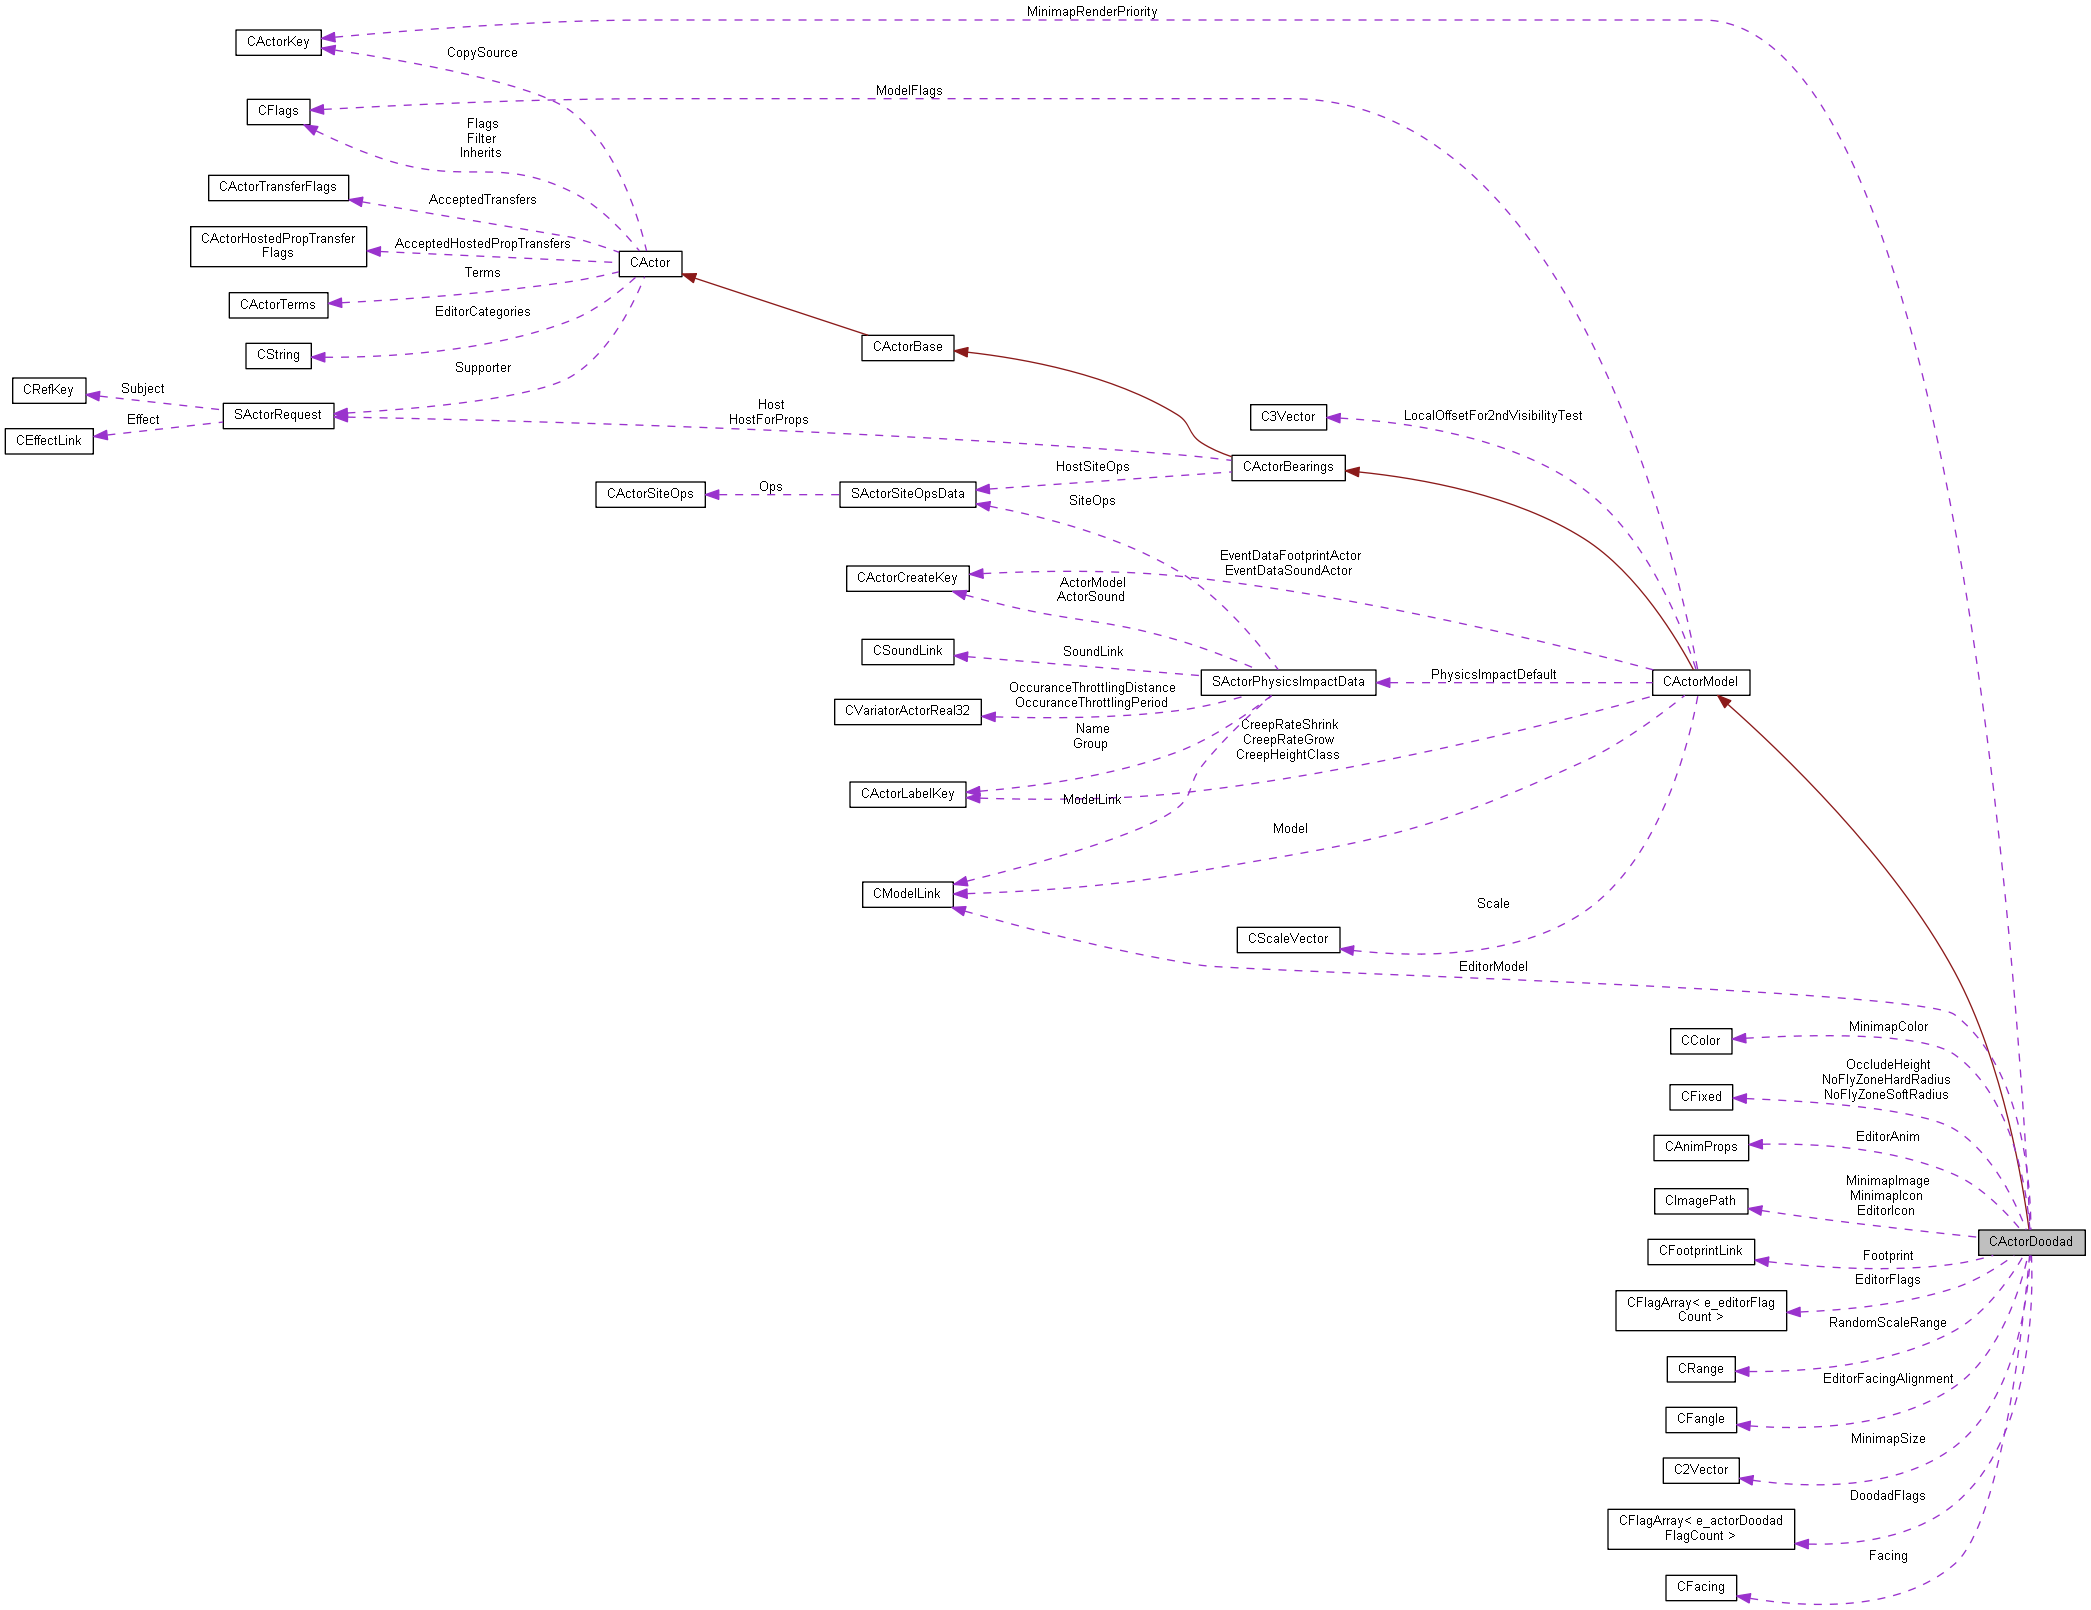 MinimapRenderPriority
CActorKey
CopySource
ModelFlags
CFlags
Flags
Filter
Inherits
CActorTransferFlags
AcceptedTransfers
CActorHostedPropTransfer
Flags
AcceptedHostedPropTransfers
CActor
Terms
CActorTerms
EditorCategories
CString
CActorBase
Supporter
CRefKey
Subject
SActorRequest
Effect
CEffectLink
Host
HostForProps
C3Vector
LocalOffsetFor2ndVisibilityTest
CActorBearings
HostSiteOps
CActorSiteOps
Ops
SActorSiteOpsData
SiteOps
EventDataFootprintActor
EventDataSoundActor
CActorCreateKey
ActorModel
ActorSound
CSoundLink
SoundLink
SActorPhysicsImpactData
PhysicsImpactDefault
CActorModel
OccuranceThrottlingDistance
OccuranceThrottlingPeriod
CVariatorActorReal32
Name
Group
CreepRateShrink
CreepRateGrow
CreepHeightClass
CActorLabelKey
ModelLink
Model
CModelLink
Scale
CScaleVector
EditorModel
CColor
MinimapColor
OccludeHeight
NoFlyZoneHardRadius
NoFlyZoneSoftRadius
CFixed
EditorAnim
CAnimProps
MinimapImage
MinimapIcon
EditorIcon
CImagePath
CActorDoodad
CFootprintLink
Footprint
EditorFlags
CFlagArray< e_editorFlag
Count >
RandomScaleRange
CRange
EditorFacingAlignment
CFangle
MinimapSize
C2Vector
DoodadFlags
CFlagArray< e_actorDoodad
FlagCount >
Facing
CFacing